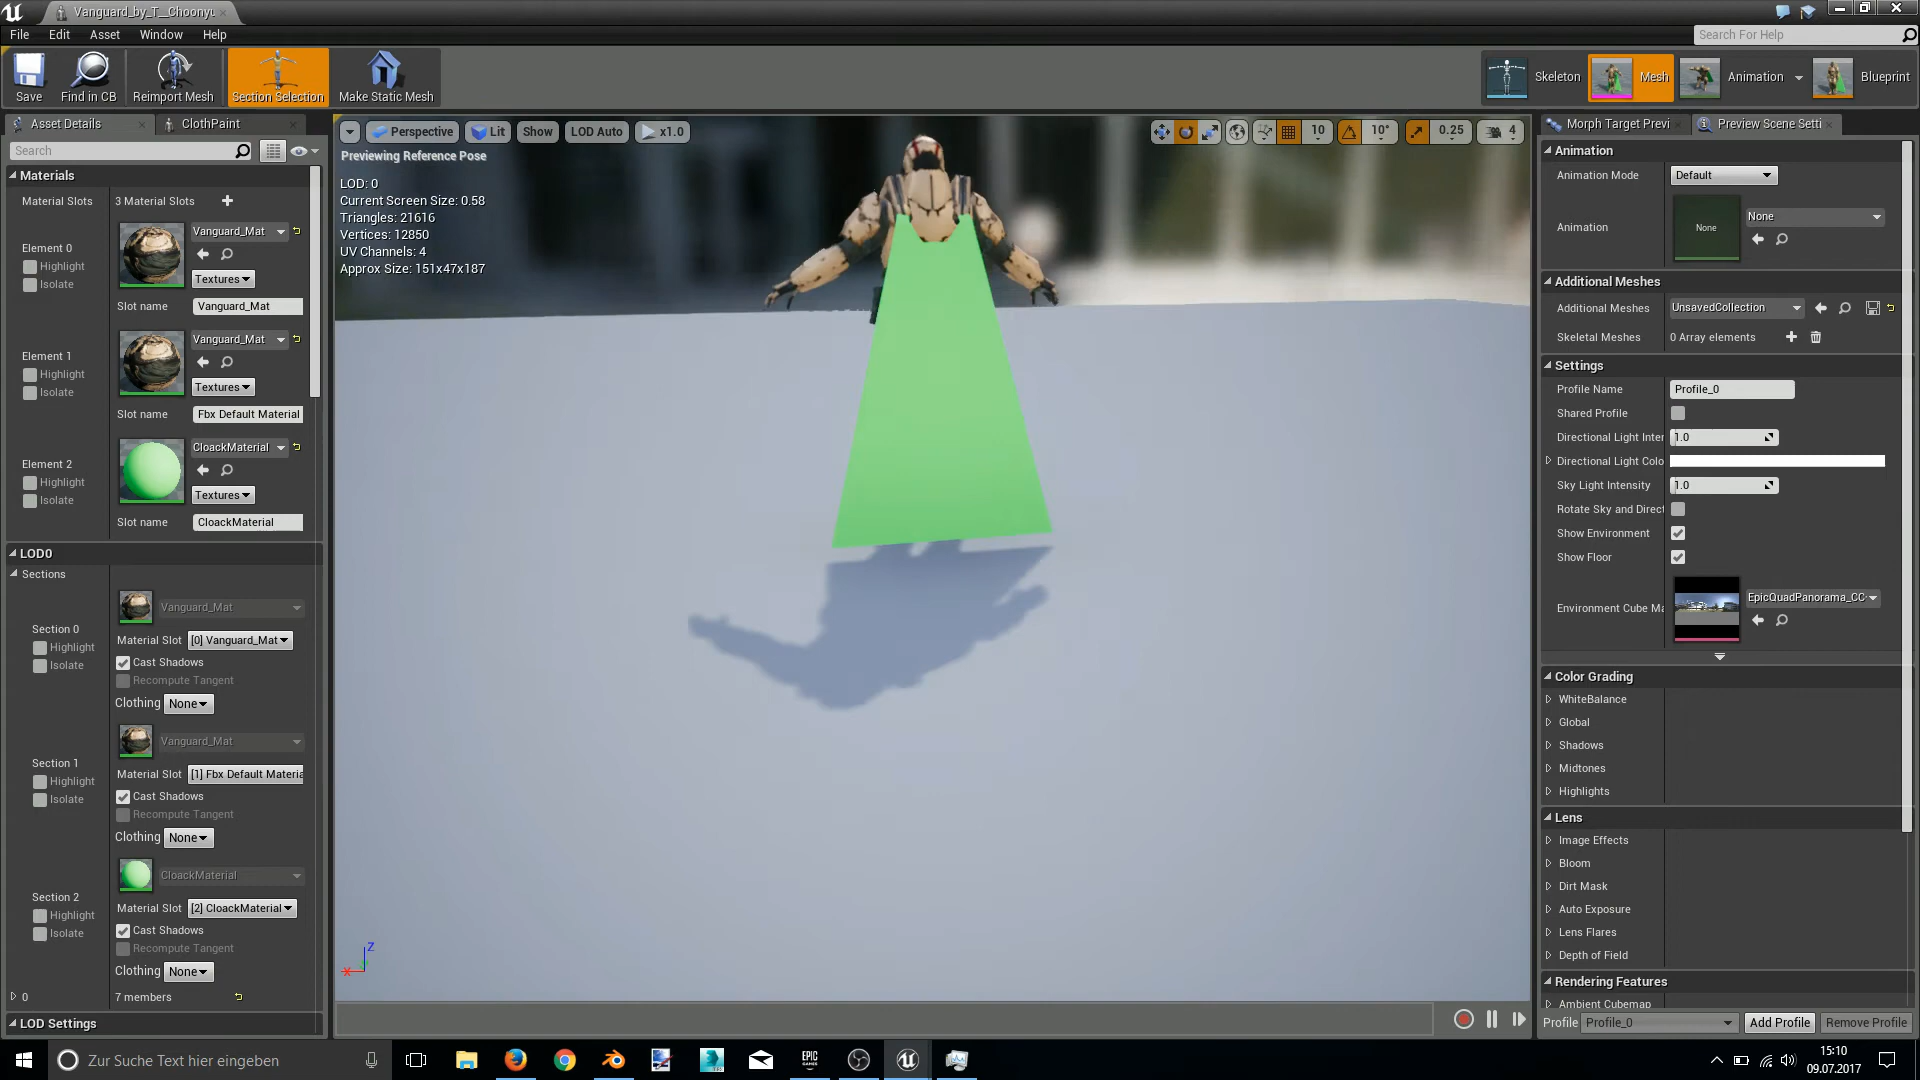 Vanguard_by_T__Choonyu
File Edit Asset Window Help
Search For Help
Save Find in CB Reimport Mesh Section Selection Make Static Mesh
Skeleton Mesh Animation Blueprint
Asset Details ClothPaint
Search
Materials
Material Slots 3 Material Slots
Element 0
Highlight
Isolate
Vanguard_Mat
Textures
Slot name Vanguard_Mat
Element 1
Highlight
Isolate
Vanguard_Mat
Textures
Slot name Fbx Default Material
Element 2
Highlight
Isolate
CloackMaterial
Textures
Slot name CloackMaterial
LOD0
Sections
Section 0
Highlight
Isolate
Vanguard_Mat
Material Slot [0] Vanguard_Mat
Cast Shadows
Recompute Tangent
Clothing None
Section 1
Highlight
Isolate
Vanguard_Mat
Material Slot [1] Fbx Default Materia
Cast Shadows
Recompute Tangent
Clothing None
Section 2
Highlight
Isolate
CloackMaterial
Material Slot [2] CloackMaterial
Cast Shadows
Recompute Tangent
Clothing None
0 7 members
LOD Settings
Perspective Lit Show LOD Auto x1.0
10 10° 0.25 4
Previewing Reference Pose
LOD: 0
Current Screen Size: 0.58
Triangles: 21616
Vertices: 12850
UV Channels: 4
Approx Size: 151x47x187
Z
X
Morph Target Previ Preview Scene Setti
Animation
Animation Mode Default
Animation None None
Additional Meshes
Additional Meshes UnsavedCollection
Skeletal Meshes 0 Array elements
Settings
Profile Name Profile_0
Shared Profile
Directional Light Inter 1.0
Directional Light Colo
Sky Light Intensity 1.0
Rotate Sky and Direct
Show Environment
Show Floor
Environment Cube Ma EpicQuadPanorama_CC
Color Grading
WhiteBalance
Global
Shadows
Midtones
Highlights
Lens
Image Effects
Bloom
Dirt Mask
Auto Exposure
Lens Flares
Depth of Field
Rendering Features
Ambient Cubemap
Profile Profile_0 Add Profile Remove Profile
Zur Suche Text hier eingeben
EPIC GAMES
15:10
09.07.2017